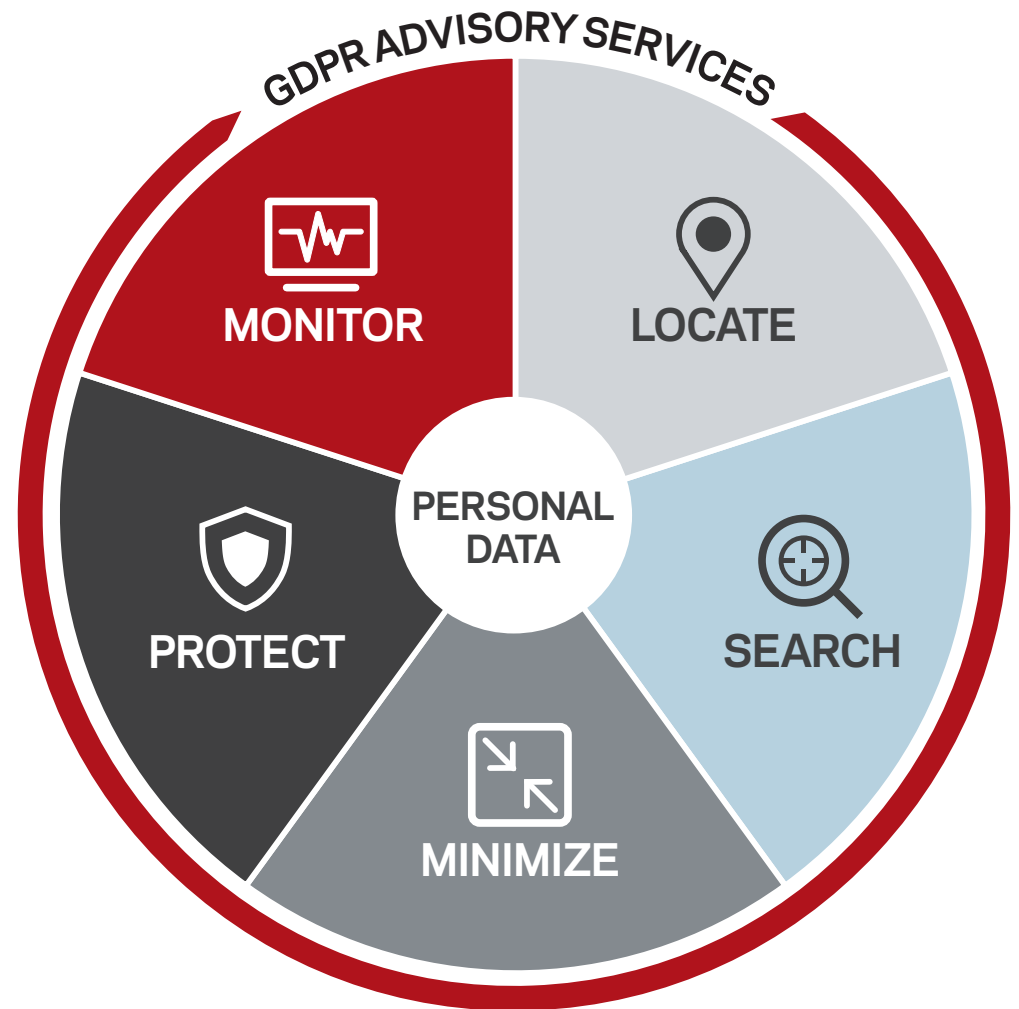 GDPR ADVISORY SERVICES
MONITOR
LOCATE
PERSONAL
DATA
PROTECT
SEARCH
MINIMIZE